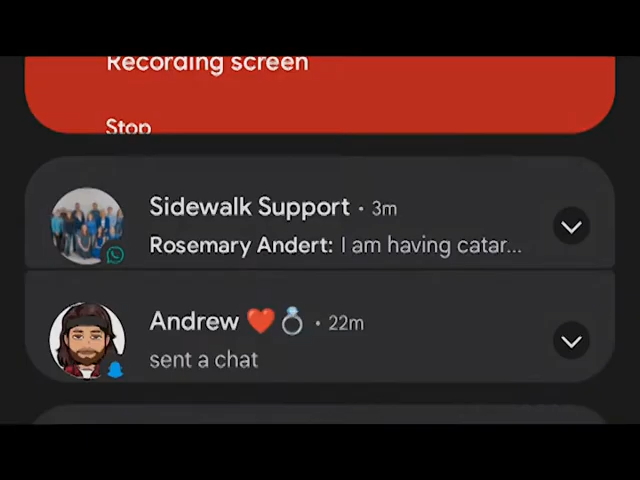 Recording screen
Stop
Sidewalk Support • 3m
Rosemary Andert: I am having catar...
Andrew ❤️ 💍 • 22m
sent a chat